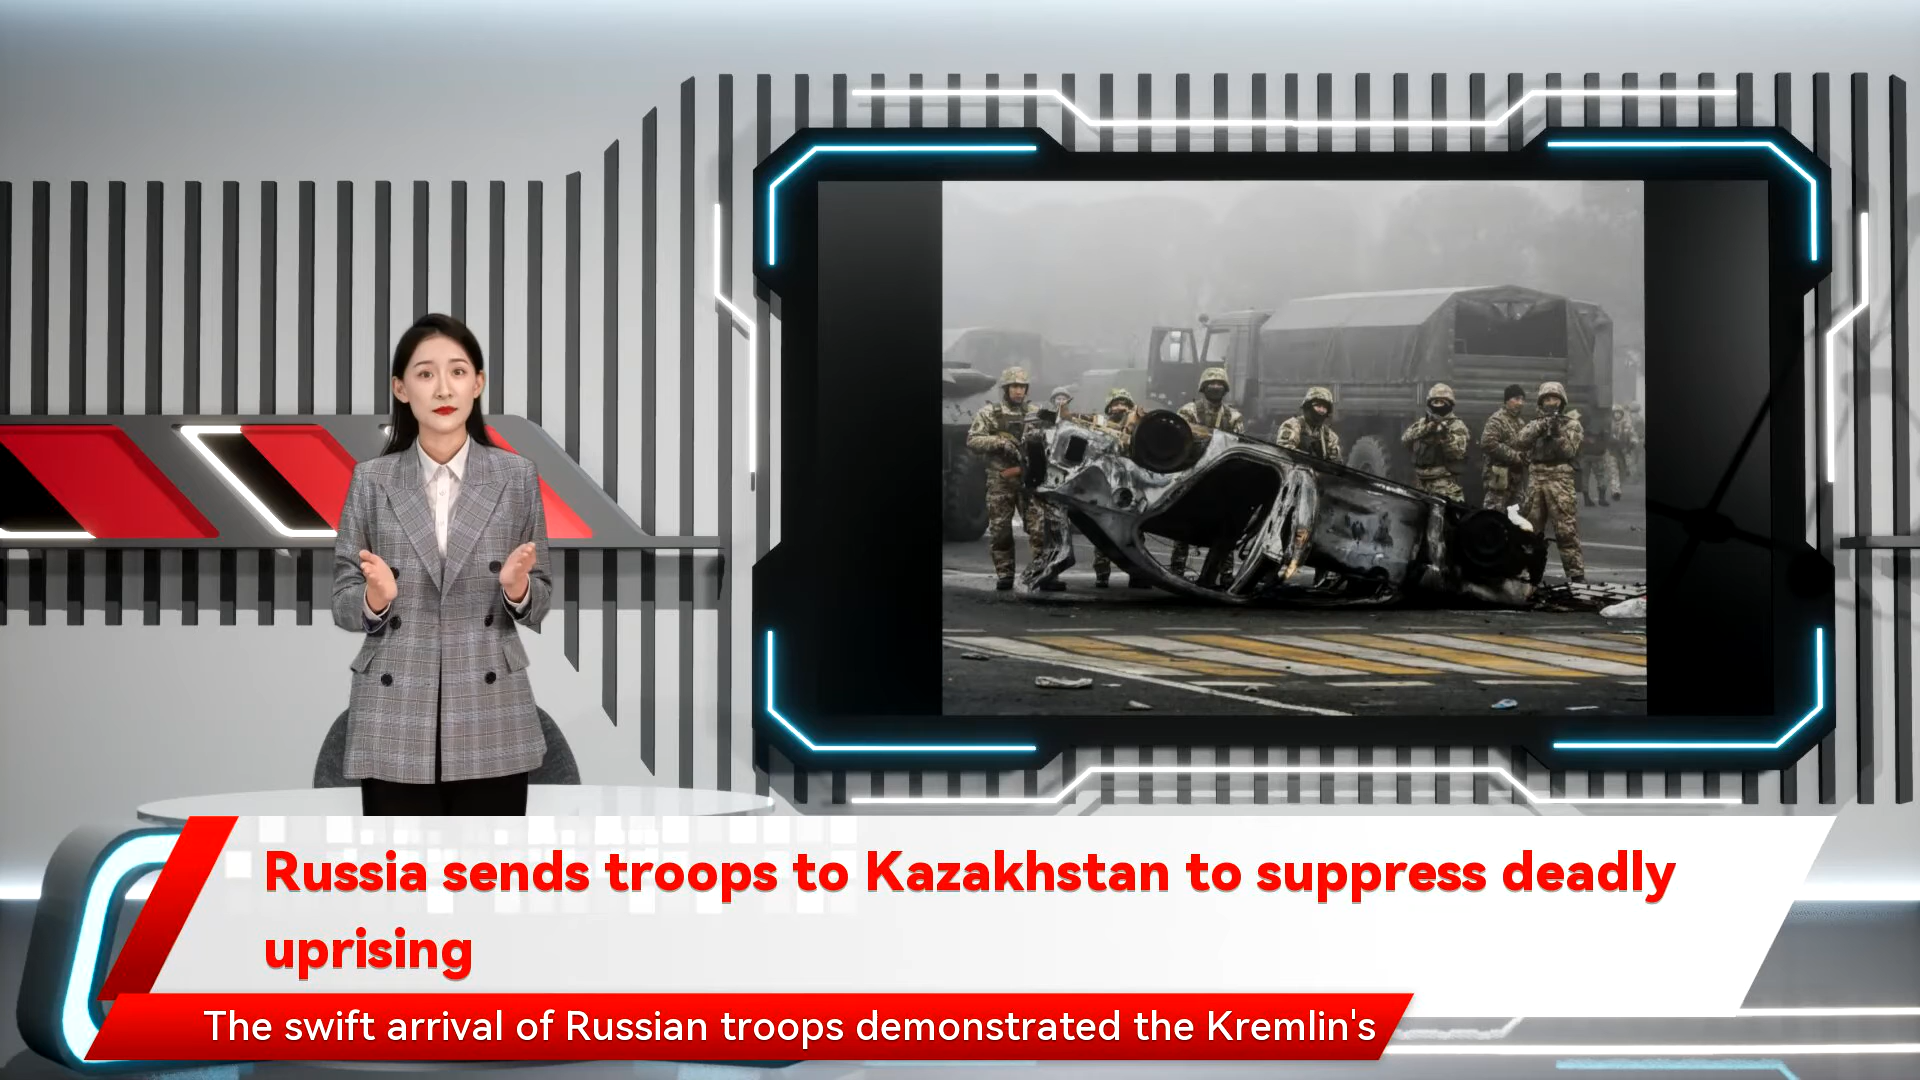 Russia sends troops to Kazakhstan to suppress deadly
uprising
The swift arrival of Russian troops demonstrated the Kremlin's